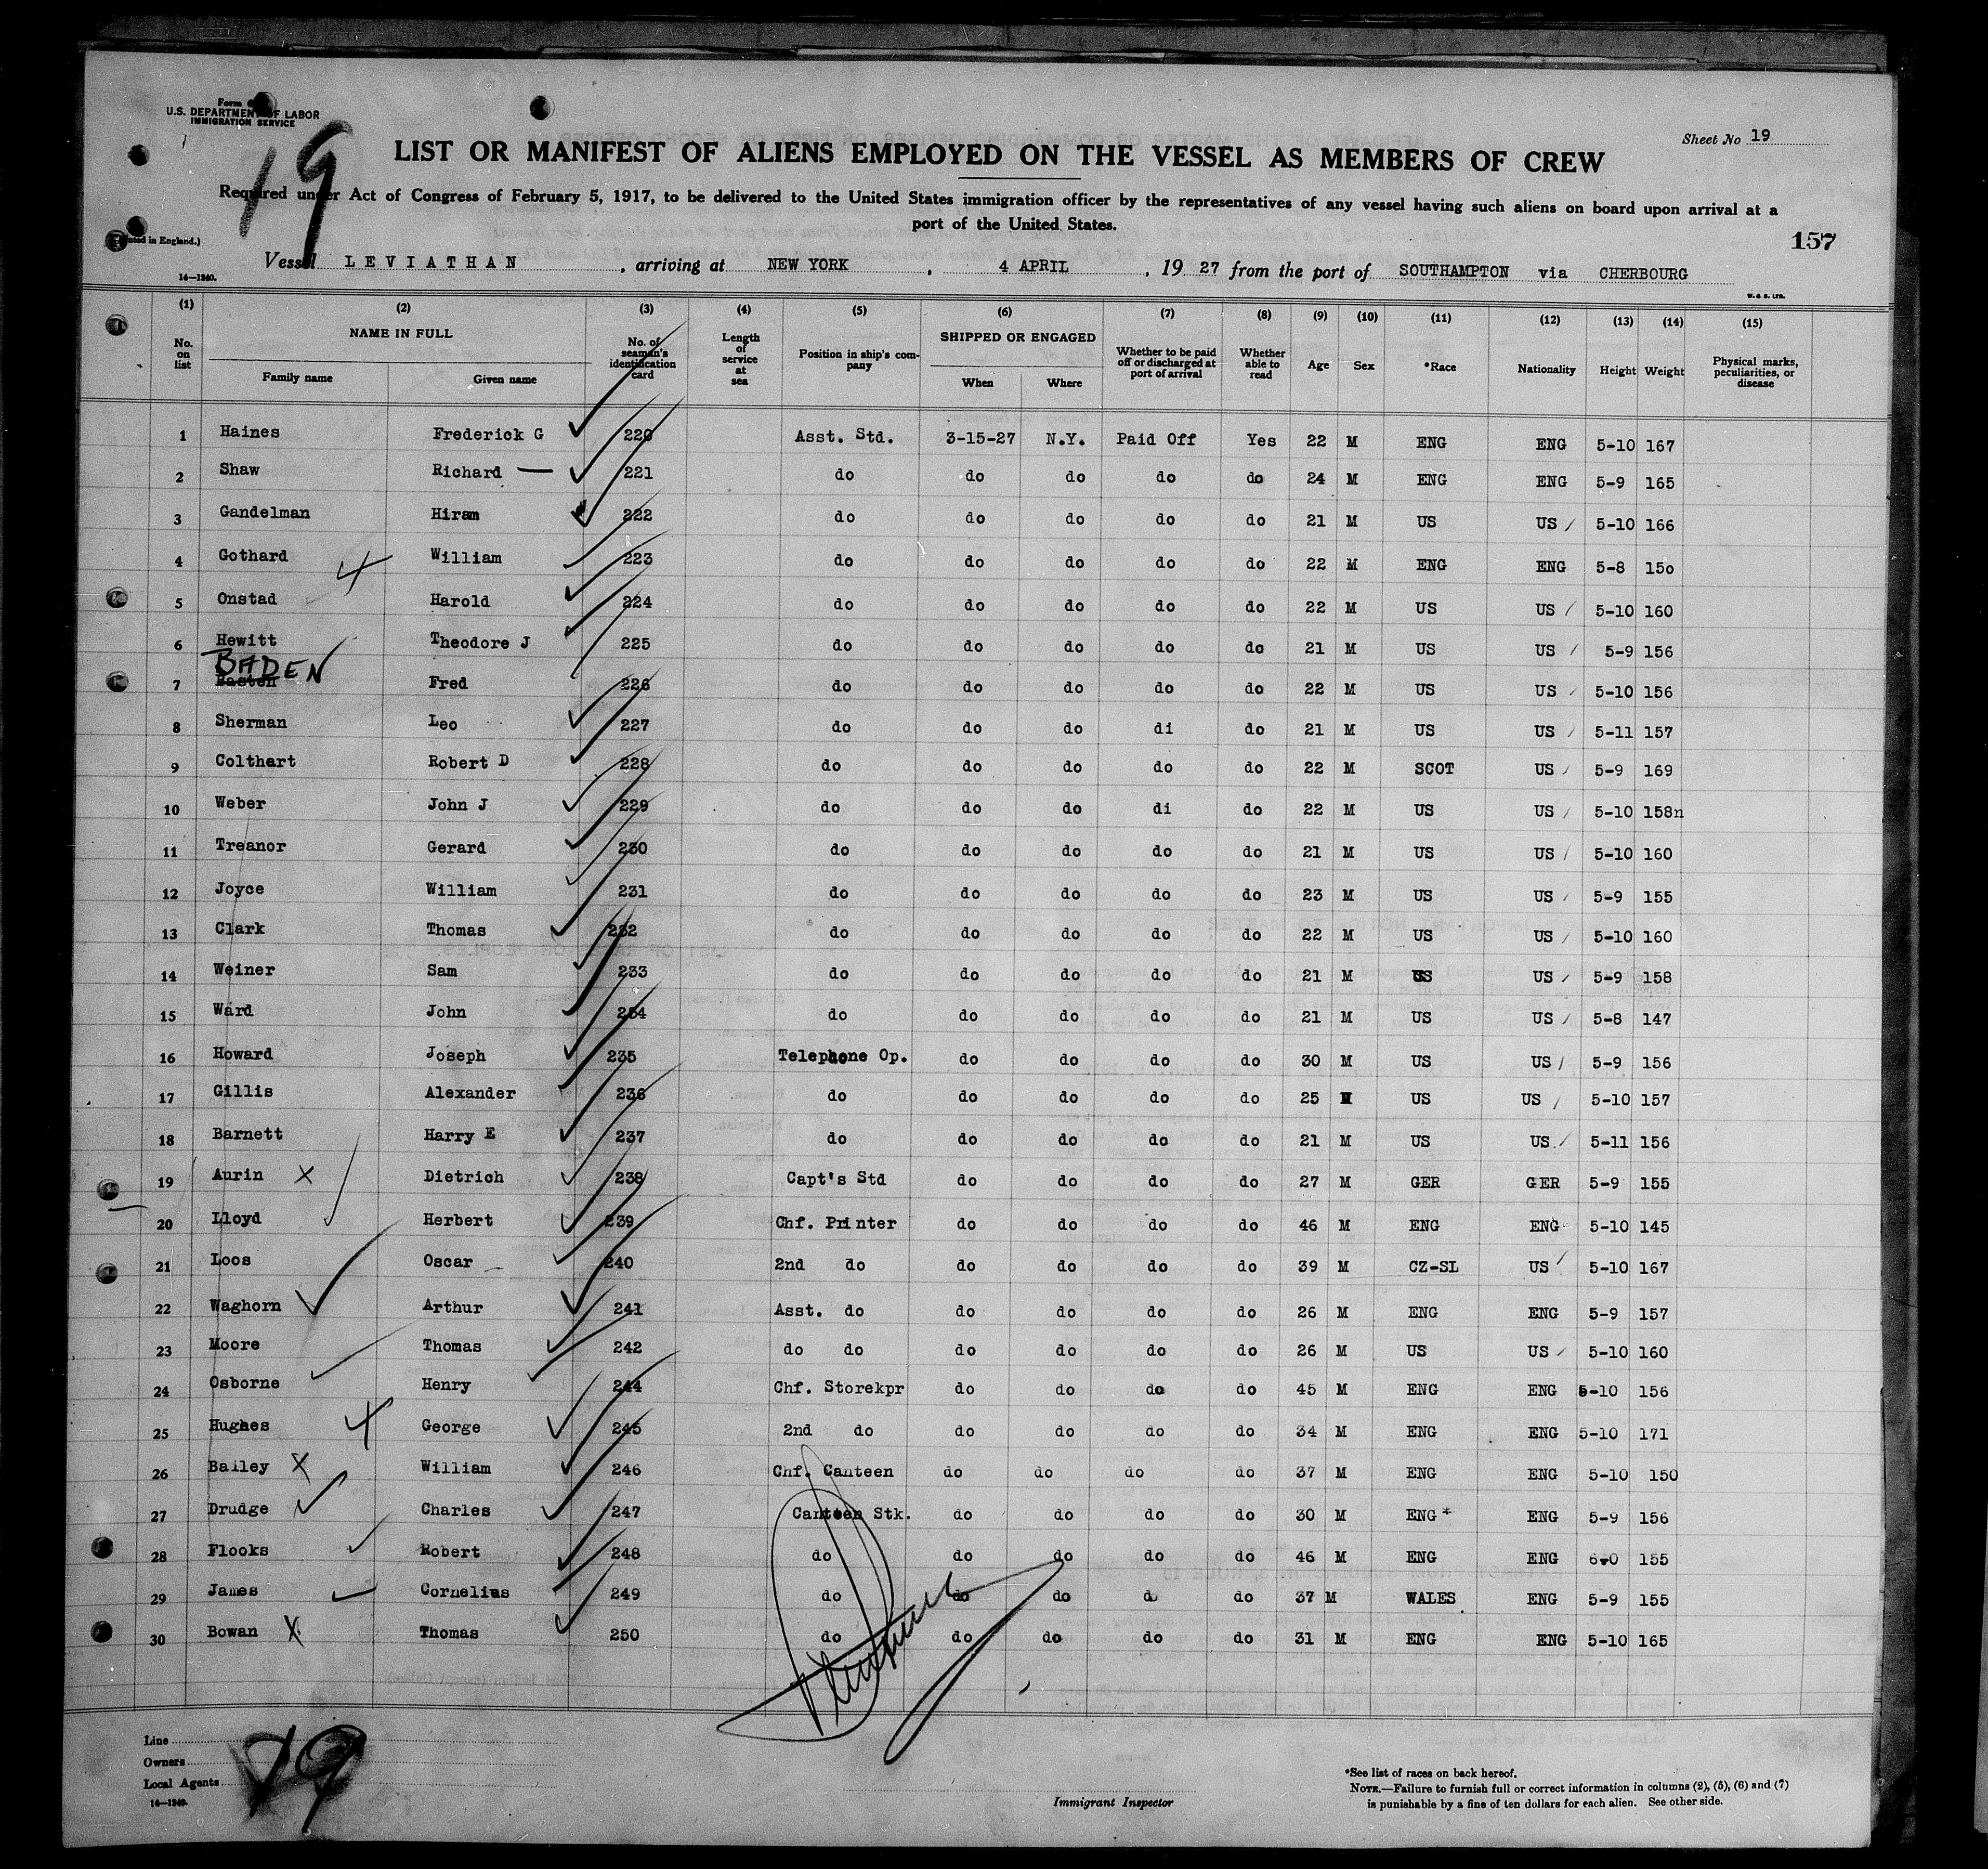 Form
U.S. DEPARTMENT OF LABOR
IMMIGRATION SERVICE
19
Sheet No 19
LIST OR MANIFEST OF ALIENS EMPLOYED ON THE VESSEL AS MEMBERS OF CREW
Required under Act of Congress of February 5, 1917, to be delivered to the United States immigration officer by the representatives of any vessel having such aliens on board upon arrival at a
port of the United States.
(Printed in England.)
157
Vessel LEVIATHAN, arriving at NEW YORK, 4 APRIL, 19 27 from the port of SOUTHAMPTON via CHERBOURG
14—1240.
W. & S. LTD.
(1) (2) (3) (4) (5) (6) (7) (8) (9) (10) (11) (12) (13) (14) (15)
No. on list NAME IN FULL Family name Given name No. of seaman's identification card Length of service at sea Position in ship's company SHIPPED OR ENGAGED When Where Whether to be paid off or discharged at port of arrival Whether able to read Age Sex *Race Nationality Height Weight Physical marks, peculiarities, or disease
1 Haines Frederick G 220 Asst. Std. 3-15-27 N.Y. Paid Off Yes 22 M ENG ENG 5-10 167
2 Shaw Richard — 221 do do do do do 24 M ENG ENG 5-9 165
3 Gandelman Hiram 222 do do do do do 21 M US US 5-10 166
4 Gothard William 223 do do do do do 22 M ENG ENG 5-8 15o
5 Onstad Harold 224 do do do do do 22 M US US 5-10 160
6 Hewitt Theodore J 225 do do do do do 21 M US US 5-9 156
BADEN
7 Basten Fred 226 do do do do do 22 M US US 5-10 156
8 Sherman Leo 227 do do do di do 21 M US US 5-11 157
9 Colthart Robert D 228 do do do do do 22 M SCOT US 5-9 169
10 Weber John J 229 do do do di do 22 M US US 5-10 158n
11 Treanor Gerard 230 do do do do do 21 M US US 5-10 160
12 Joyce William 231 do do do do do 23 M US US 5-9 155
13 Clark Thomas 232 do do do do do 22 M US US 5-10 160
14 Weiner Sam 233 do do do do do 21 M US US 5-9 158
15 Ward John 234 do do do do do 21 M US US 5-8 147
16 Howard Joseph 235 Telephone Op. do do do do 30 M US US 5-9 156
17 Gillis Alexander 236 do do do do do 25 M US US 5-10 157
18 Barnett Harry E 237 do do do do do 21 M US US 5-11 156
19 Aurin X Dietrich 238 Capt's Std do do do do 27 M GER GER 5-9 155
20 Lloyd Herbert 239 Chf. Printer do do do do 46 M ENG ENG 5-10 145
21 Loos Oscar 240 2nd do do do do do 39 M CZ-SL US 5-10 167
22 Waghorn Arthur 241 Asst. do do do do do 26 M ENG ENG 5-9 157
23 Moore Thomas 242 do do do do do do 26 M US US 5-10 160
24 Osborne Henry 244 Chf. Storekpr do do do do 45 M ENG ENG 5-10 156
25 Hughes George 245 2nd do do do do do 34 M ENG ENG 5-10 171
26 Bailey X William 246 Chf. Canteen do do do do 37 M ENG ENG 5-10 150
27 Drudge Charles 247 Canteen Stk. do do do do 30 M ENG* ENG 5-9 156
28 Flooks Robert 248 do do do do do 46 M ENG ENG 6-0 155
29 James Cornelius 249 do do do do do 37 M WALES ENG 5-9 155
30 Bowan X Thomas 250 do do do do do 31 M ENG ENG 5-10 165
Line
Owners
Local Agents
14—1240.
19
Immigrant Inspector
*See list of races on back hereof.
NOTE.—Failure to furnish full or correct information in columns (2), (5), (6) and (7)
is punishable by a fine of ten dollars for each alien. See other side.